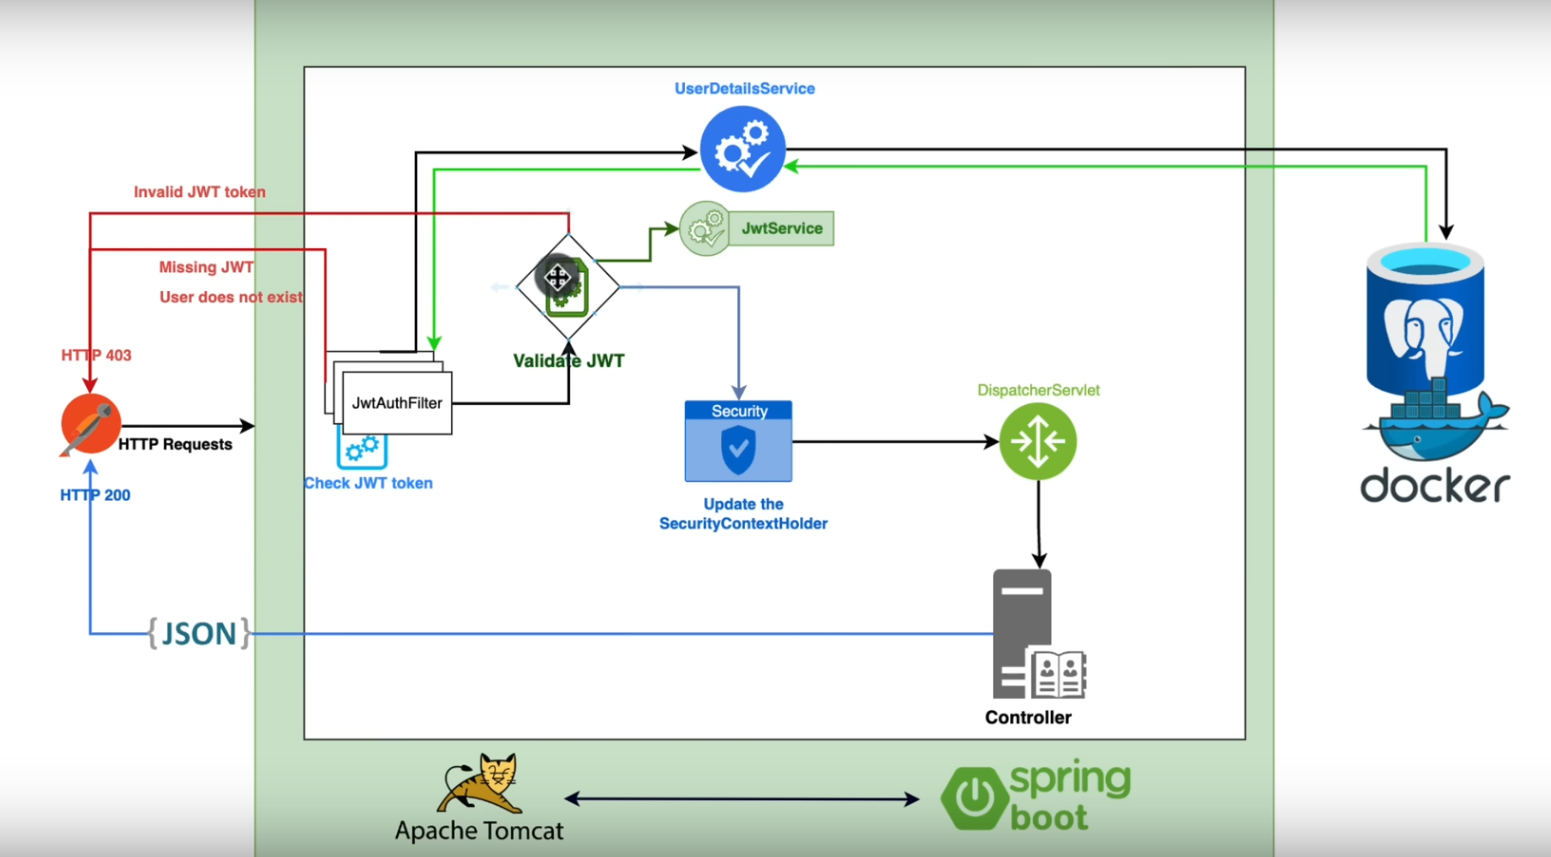 UserDetailsService
Invalid JWT token
JwtService
Missing JWT
User does not exist
HTTP 403
Validate JWT
JwtAuthFilter
DispatcherServlet
Security
HTTP Requests
Check JWT token
HTTP 200
Update the
SecurityContextHolder
docker
{JSON}
Controller
Apache Tomcat
spring
boot